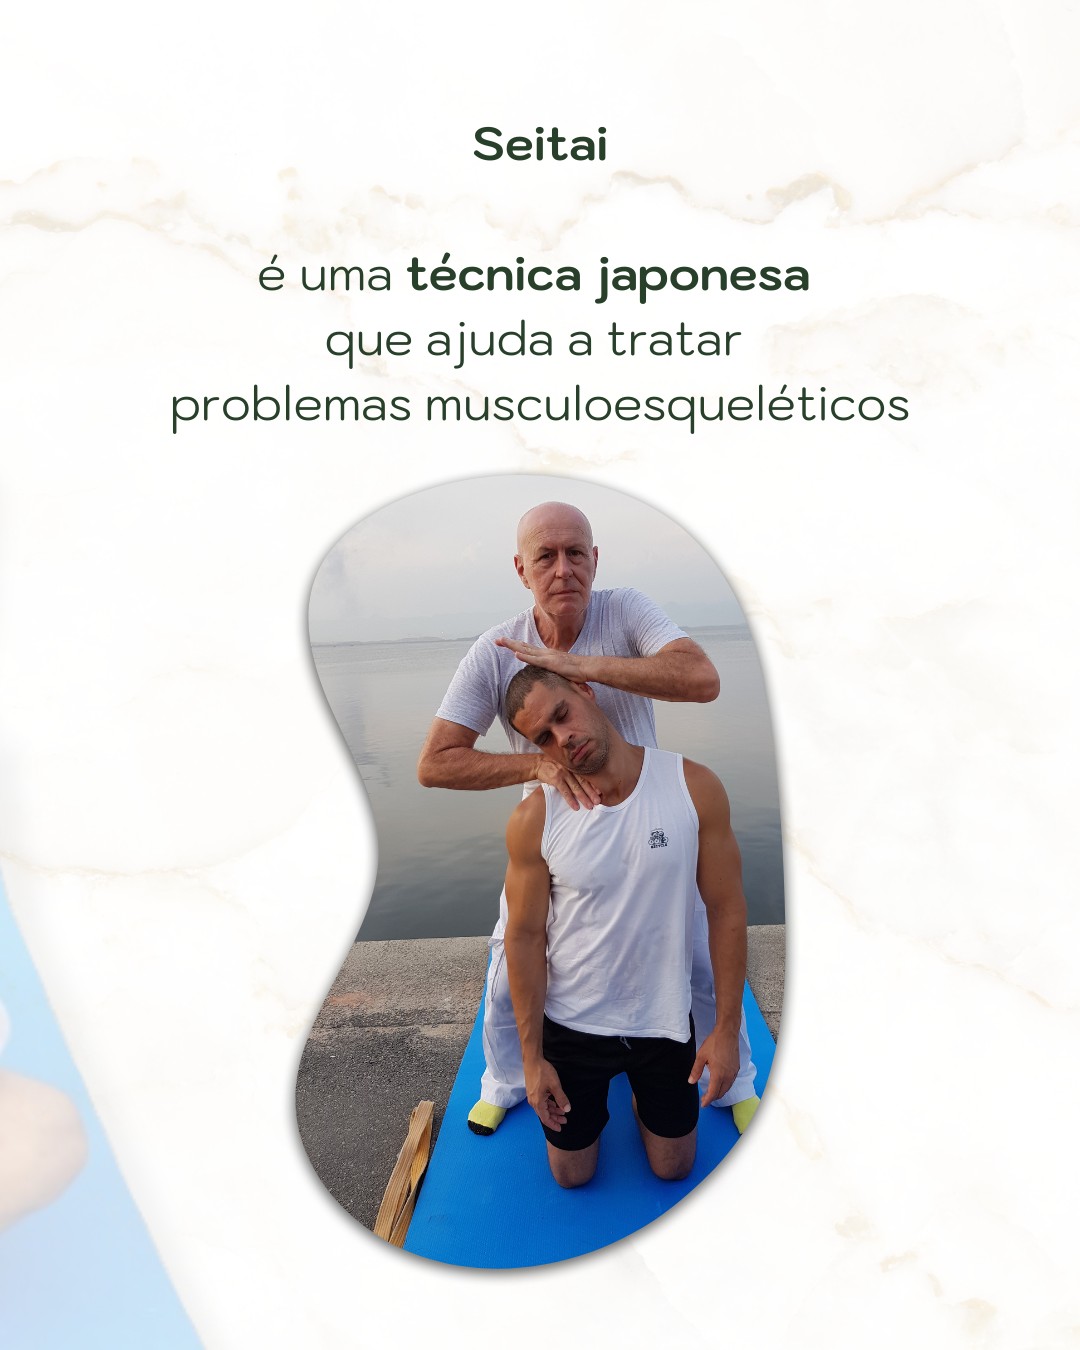 Seitai
é uma técnica japonesa
que ajuda a tratar
problemas musculoesqueléticos